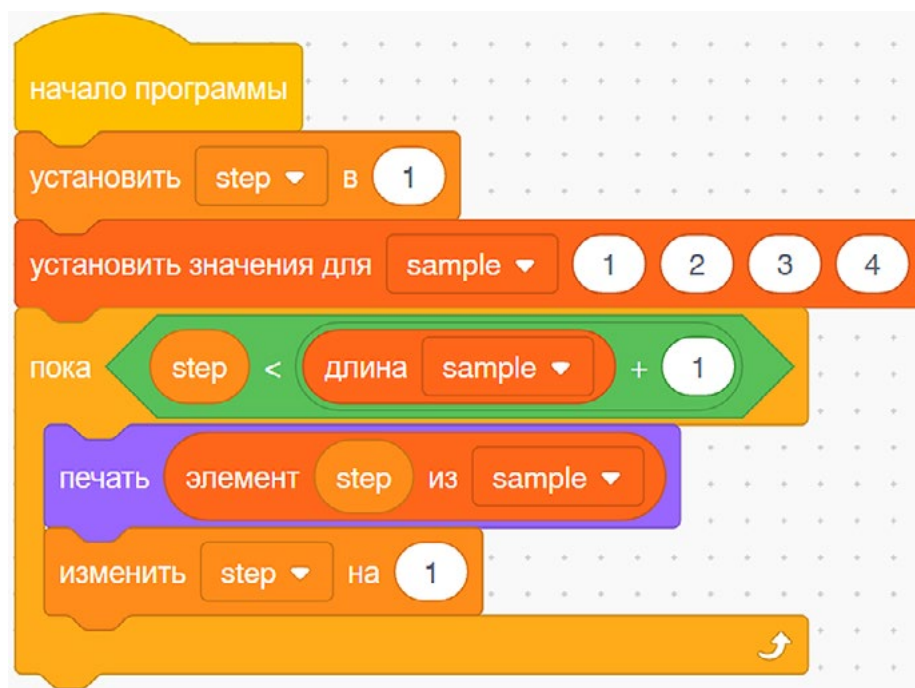 начало программы
установить step в 1
установить значения для sample 1 2 3 4
пока step < длина sample + 1
печать элемент step из sample
изменить step на 1